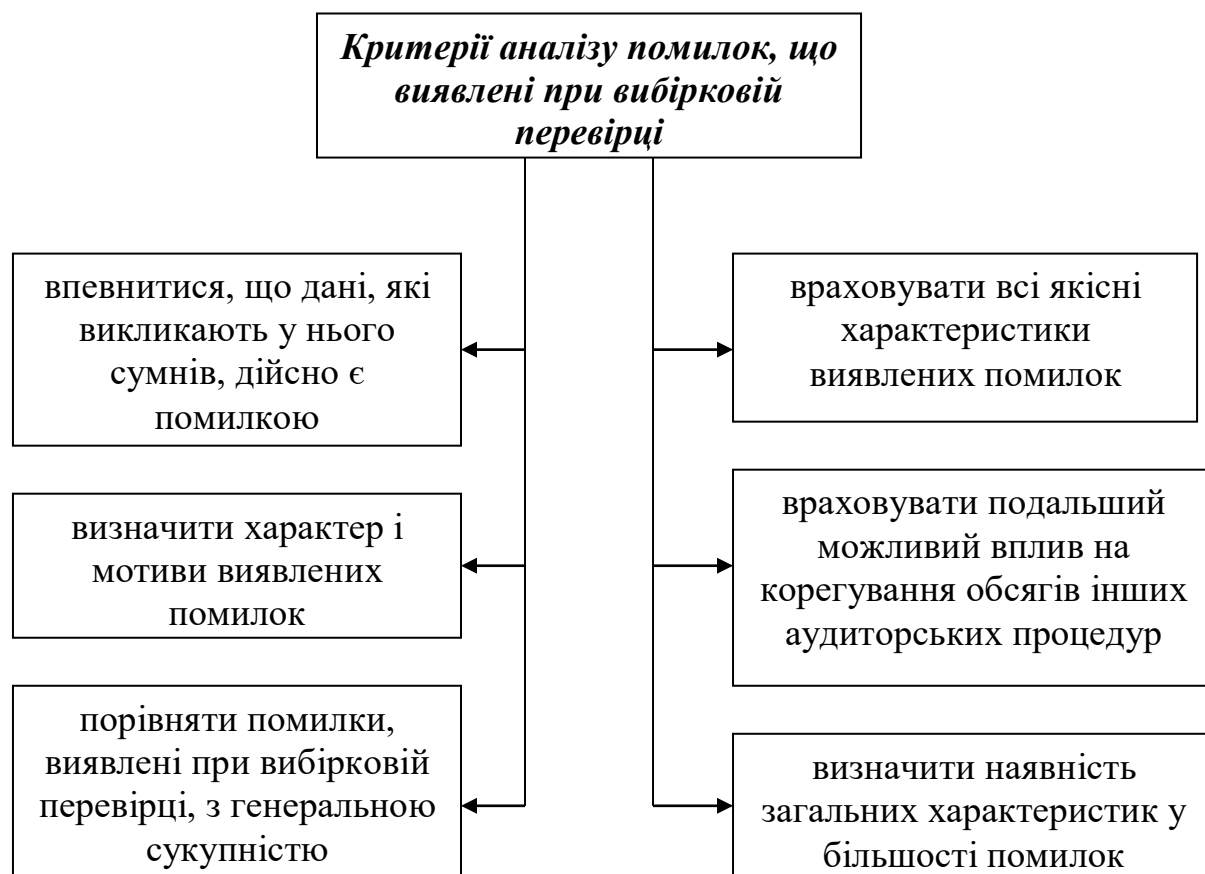 Критерії аналізу помилок, що
виявлені при вибірковій
перевірці
впевнитися, що дані, які
викликають у нього
сумнів, дійсно є
помилкою
визначити характер і
мотиви виявлених
помилок
порівняти помилки,
виявлені при вибірковій
перевірці, з генеральною
сукупністю
враховувати всі якісні
характеристики
виявлених помилок
враховувати подальший
можливий вплив на
корегування обсягів інших
аудиторських процедур
визначити наявність
загальних характеристик у
більшості помилок